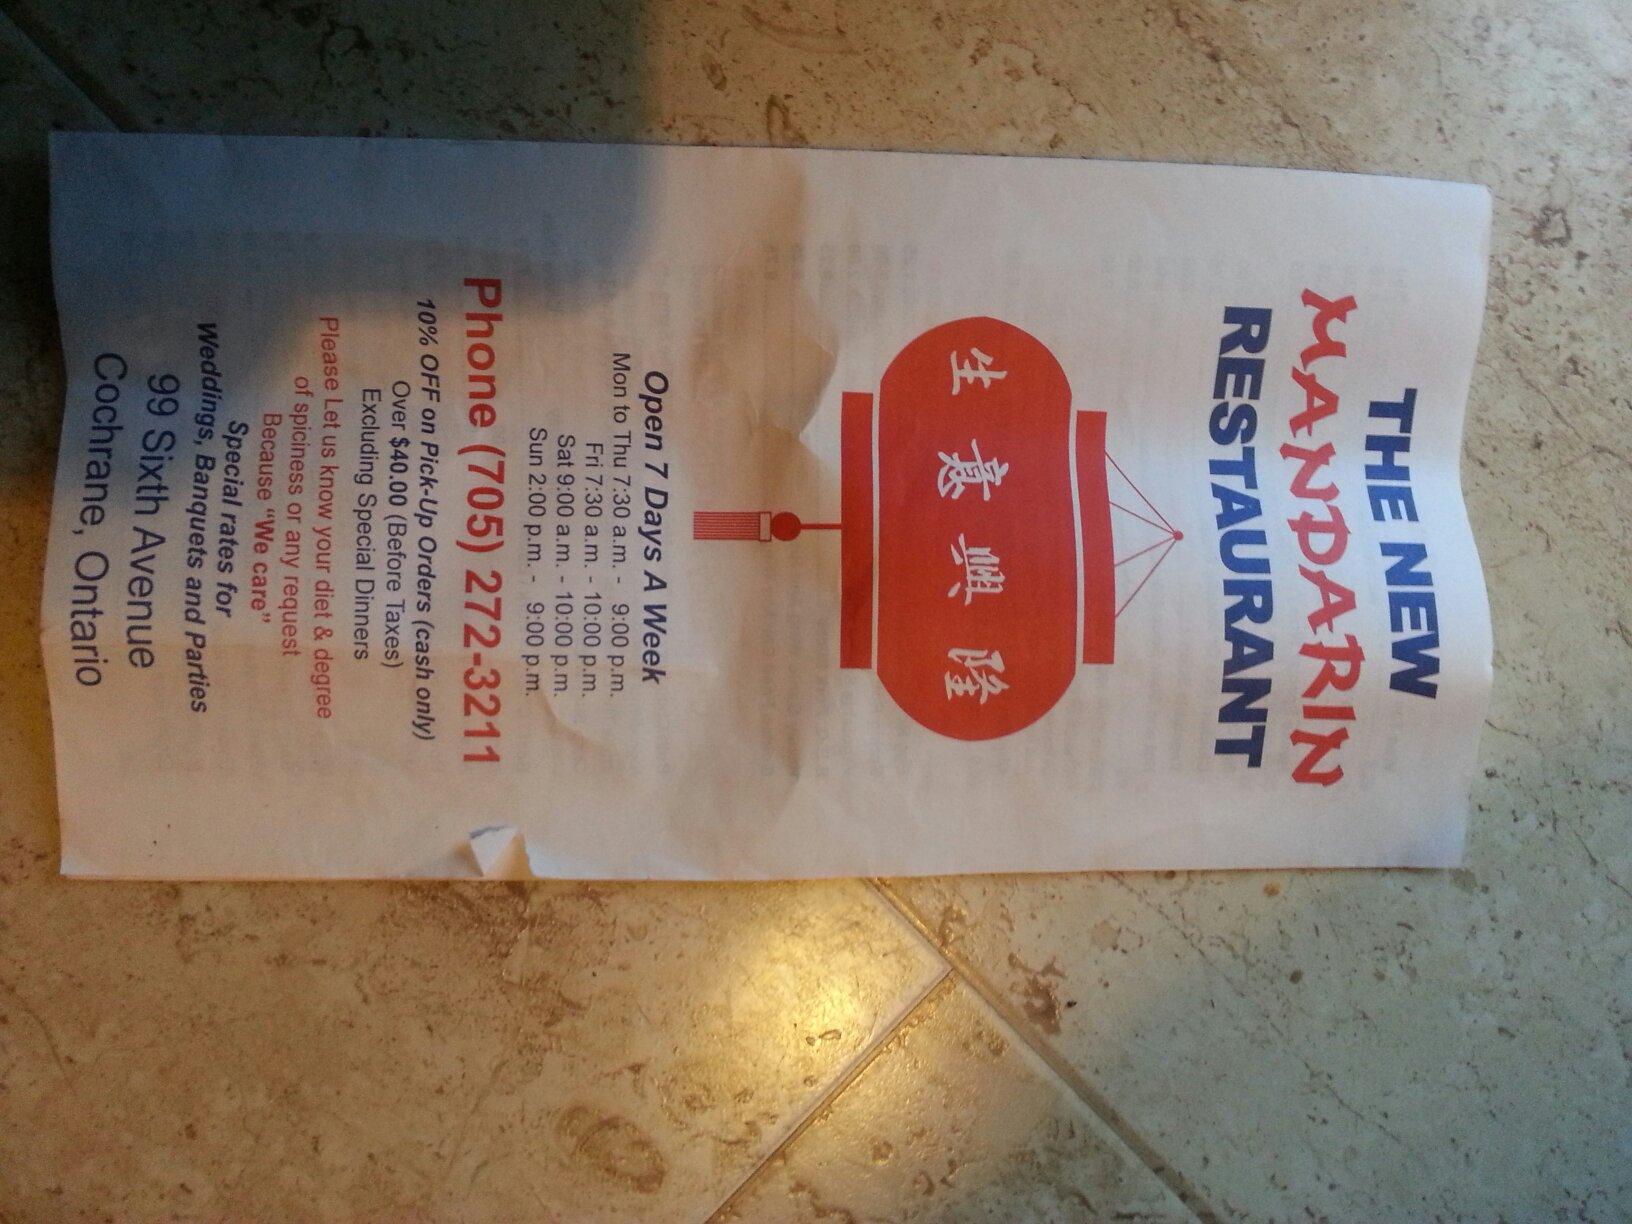 THE NEW
MANDARIN
RESTAURANT
生意興隆
Open 7 Days A Week
Mon to Thu 7:30 a.m. - 9:00 p.m.
Fri 7:30 a.m. - 10:00 p.m.
Sat 9:00 a.m. - 10:00 p.m.
Sun 2:00 p.m. - 9:00 p.m.
Phone (705) 272-3211
10% OFF on Pick-Up Orders (cash only)
Over $40.00 (Before Taxes)
Excluding Special Dinners
Please Let us know your diet & degree
of spiciness or any request
Because "We care"
Special rates for
Weddings, Banquets and Parties
99 Sixth Avenue
Cochrane, Ontario